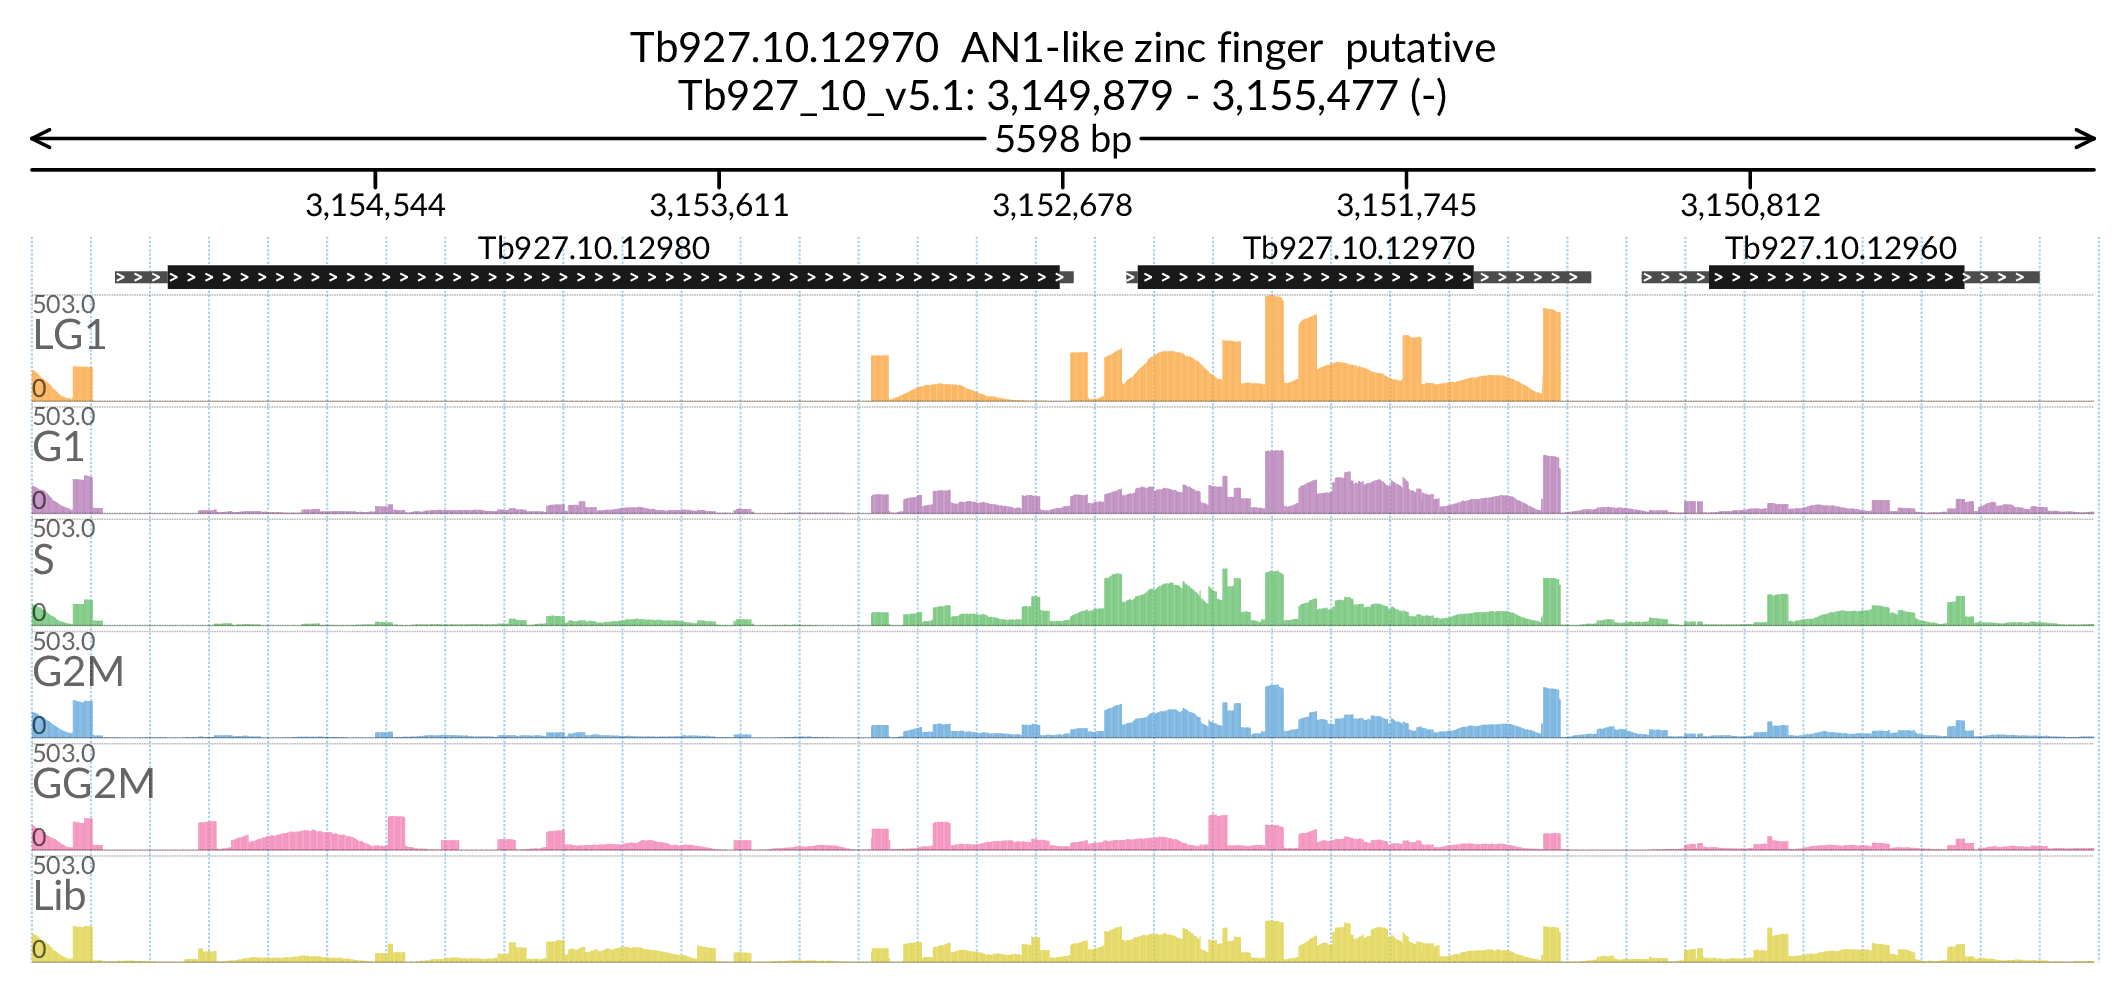 Tb927.10.12970  AN1-like zinc finger  putative
Tb927_10_v5.1: 3,149,879 - 3,155,477 (-)
5598 bp
3,154,544 3,153,611 3,152,678 3,151,745 3,150,812
Tb927.10.12980 Tb927.10.12970 Tb927.10.12960
503.0
LG1
0
503.0
G1
0
503.0
S
0
503.0
G2M
0
503.0
GG2M
0
503.0
Lib
0